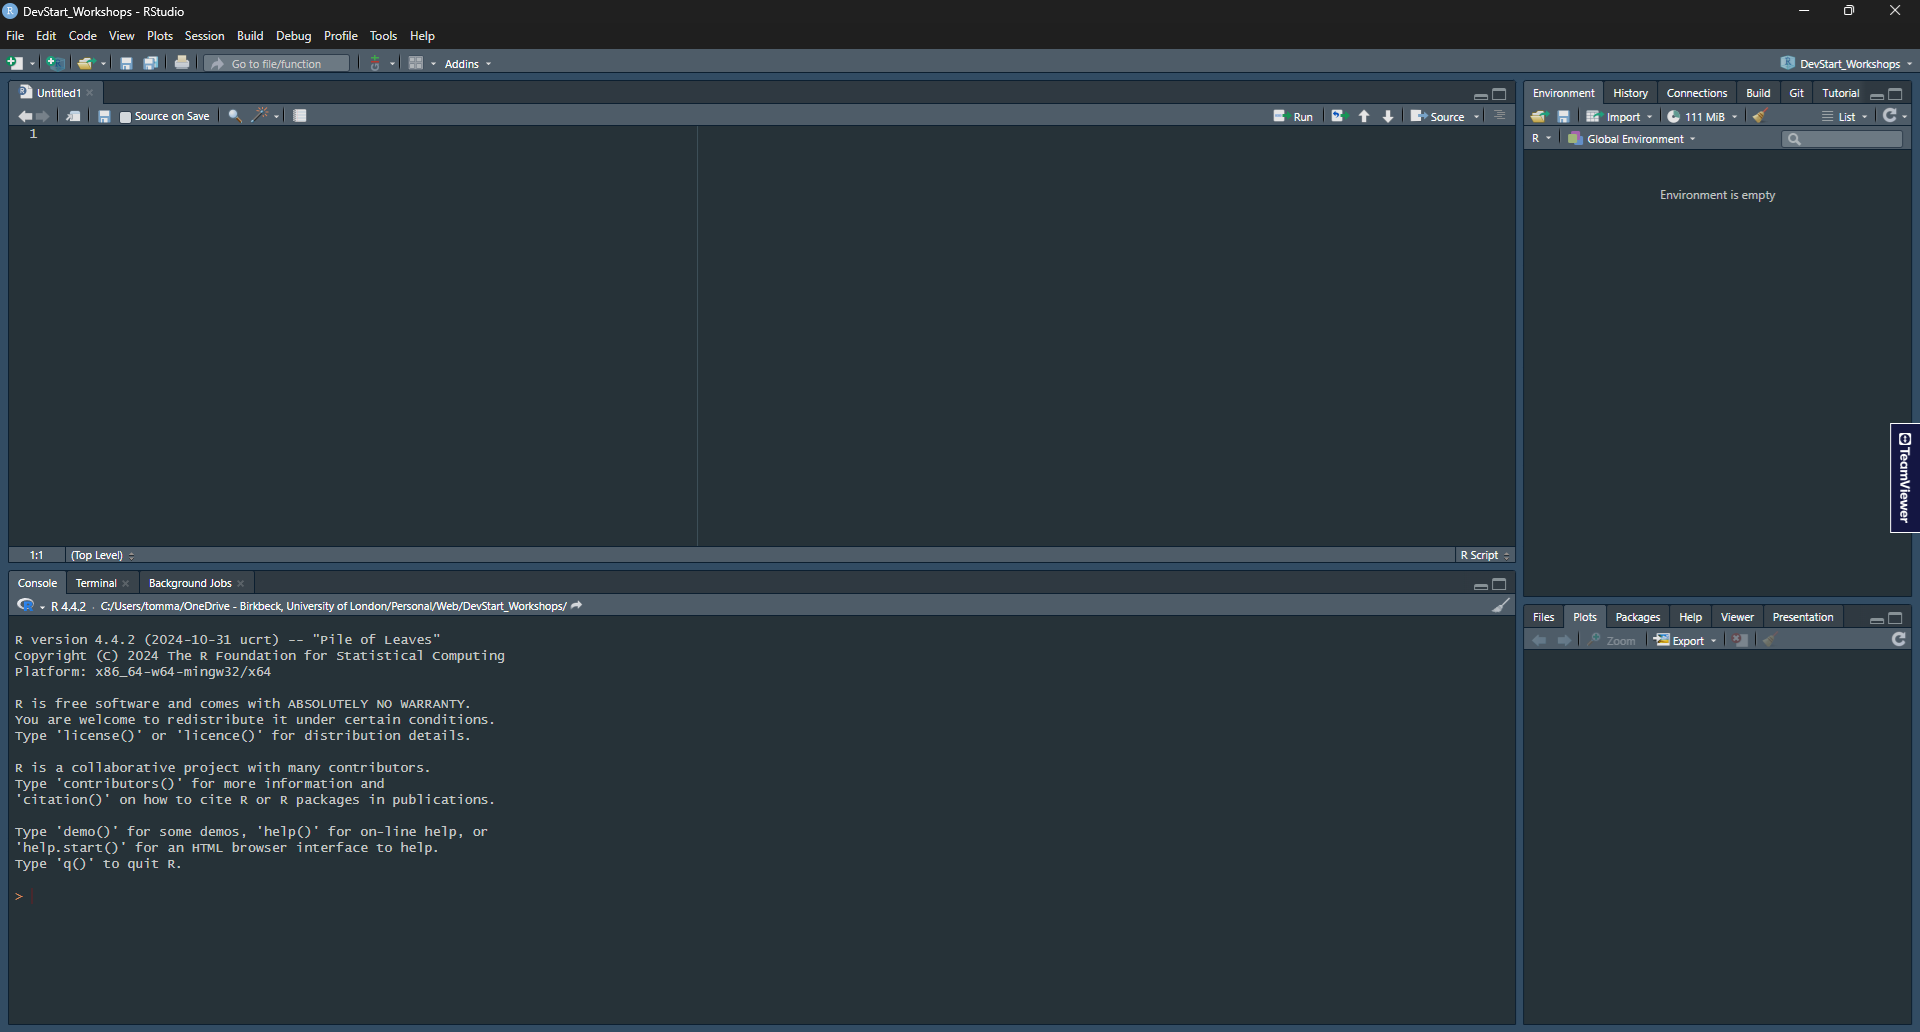 DevStart_Workshops - RStudio
File Edit Code View Plots Session Build Debug Profile Tools Help
Go to file/function Addins DevStart_Workshops
Untitled1
Source on Save Run Source
1
1:1 (Top Level) R Script
Console Terminal Background Jobs
R 4.4.2 · C:/Users/tomma/OneDrive - Birkbeck, University of London/Personal/Web/DevStart_Workshops/
R version 4.4.2 (2024-10-31 ucrt) -- "Pile of Leaves"
Copyright (C) 2024 The R Foundation for Statistical Computing
Platform: x86_64-w64-mingw32/x64
R is free software and comes with ABSOLUTELY NO WARRANTY.
You are welcome to redistribute it under certain conditions.
Type 'license()' or 'licence()' for distribution details.
R is a collaborative project with many contributors.
Type 'contributors()' for more information and
'citation()' on how to cite R or R packages in publications.
Type 'demo()' for some demos, 'help()' for on-line help, or
'help.start()' for an HTML browser interface to help.
Type 'q()' to quit R.
>
Environment History Connections Build Git Tutorial
Import 111 MiB List
R Global Environment
Environment is empty
TeamViewer
Files Plots Packages Help Viewer Presentation
Zoom Export